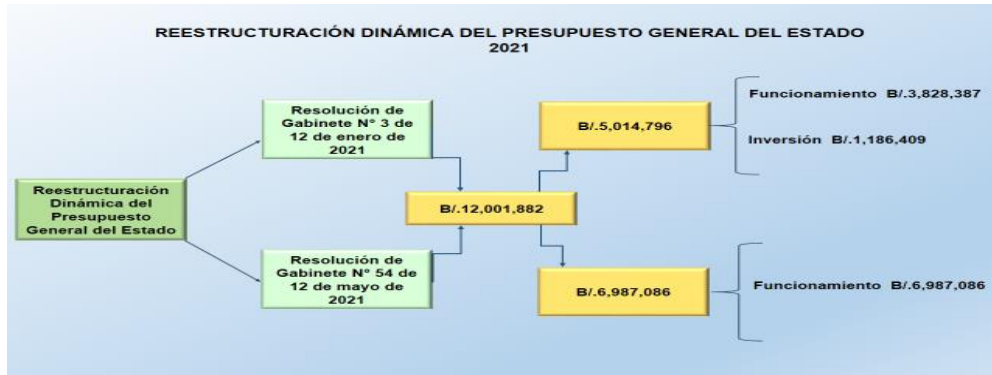 REESTRUCTURACIÓN DINÁMICA DEL PRESUPUESTO GENERAL DEL ESTADO
2021
Reestructuración
Dinámica del
Presupuesto
General del Estado
Resolución de
Gabinete N° 3 de
12 de enero de
2021
Resolución de
Gabinete N° 54 de
12 de mayo de
2021
B/.12,001,882
B/.5,014,796
Funcionamiento B/.3,828,387
Inversión B/.1,186,409
B/.6,987,086
Funcionamiento B/.6,987,086